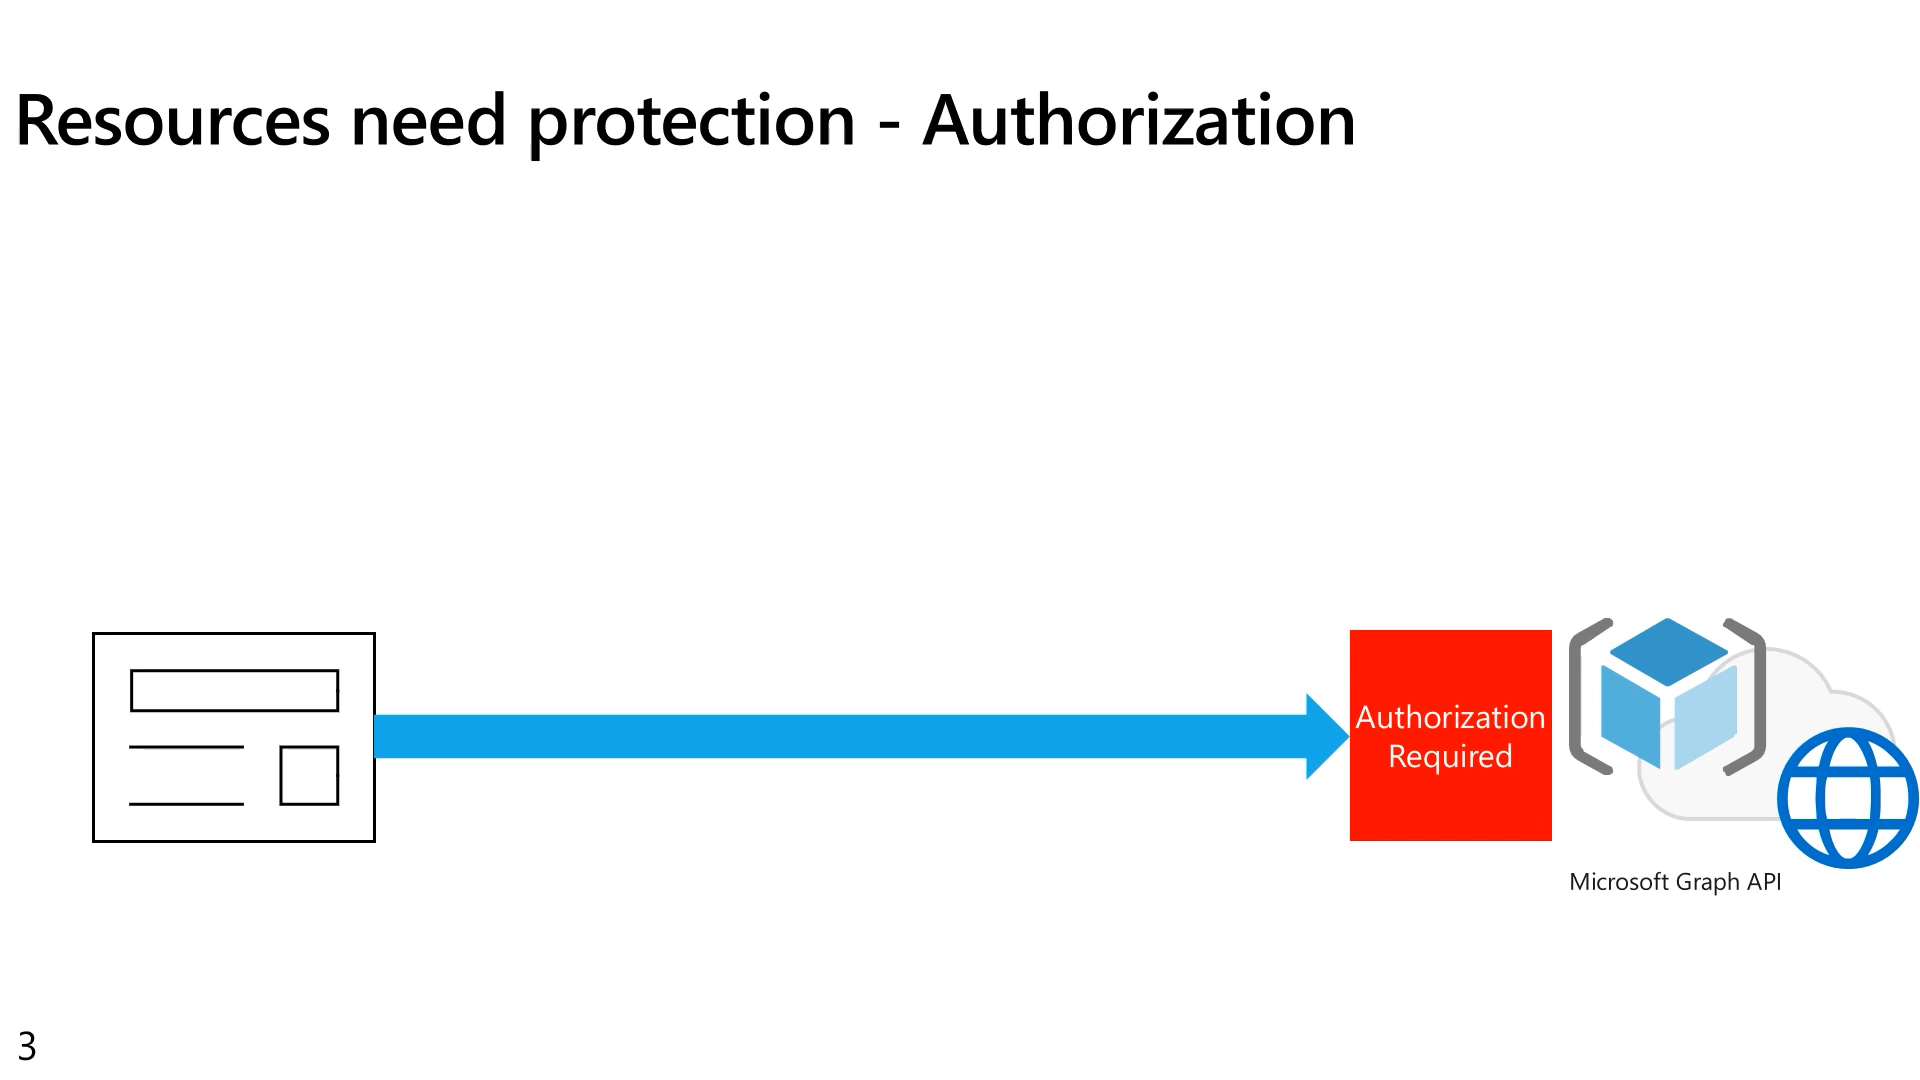 Resources need protection - Authorization
Authorization
Required
Microsoft Graph API
3